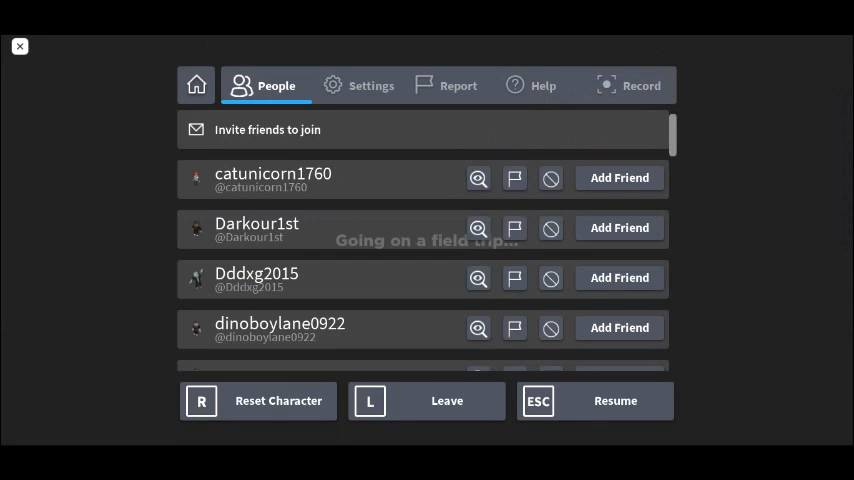 People
Settings
Report
Help
Record
Invite friends to join
catunicorn1760
@catunicorn1760
Add Friend
Darkour1st
@Darkour1st
Add Friend
Going on a field trip...
Dddxg2015
@Dddxg2015
Add Friend
dinoboylane0922
@dinoboylane0922
Add Friend
R Reset Character
L Leave
ESC Resume